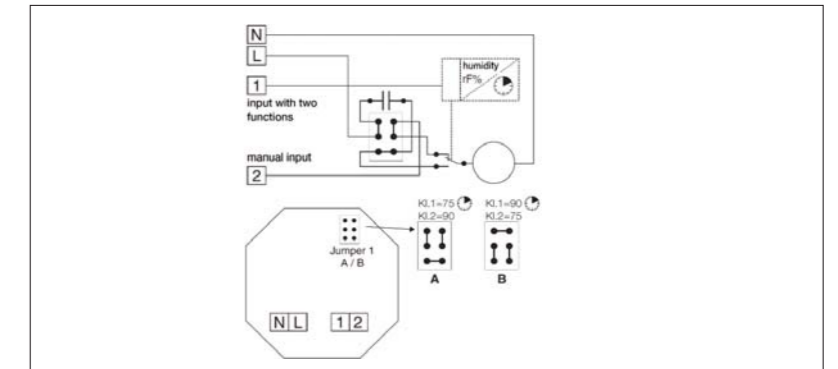 N
L
humidity
rF%
1
input with two
functions
manual input
2
Kl.1=75
Kl.2=90
Kl.1=90
Kl.2=75
Jumper 1
A / B
A
B
N L
1 2